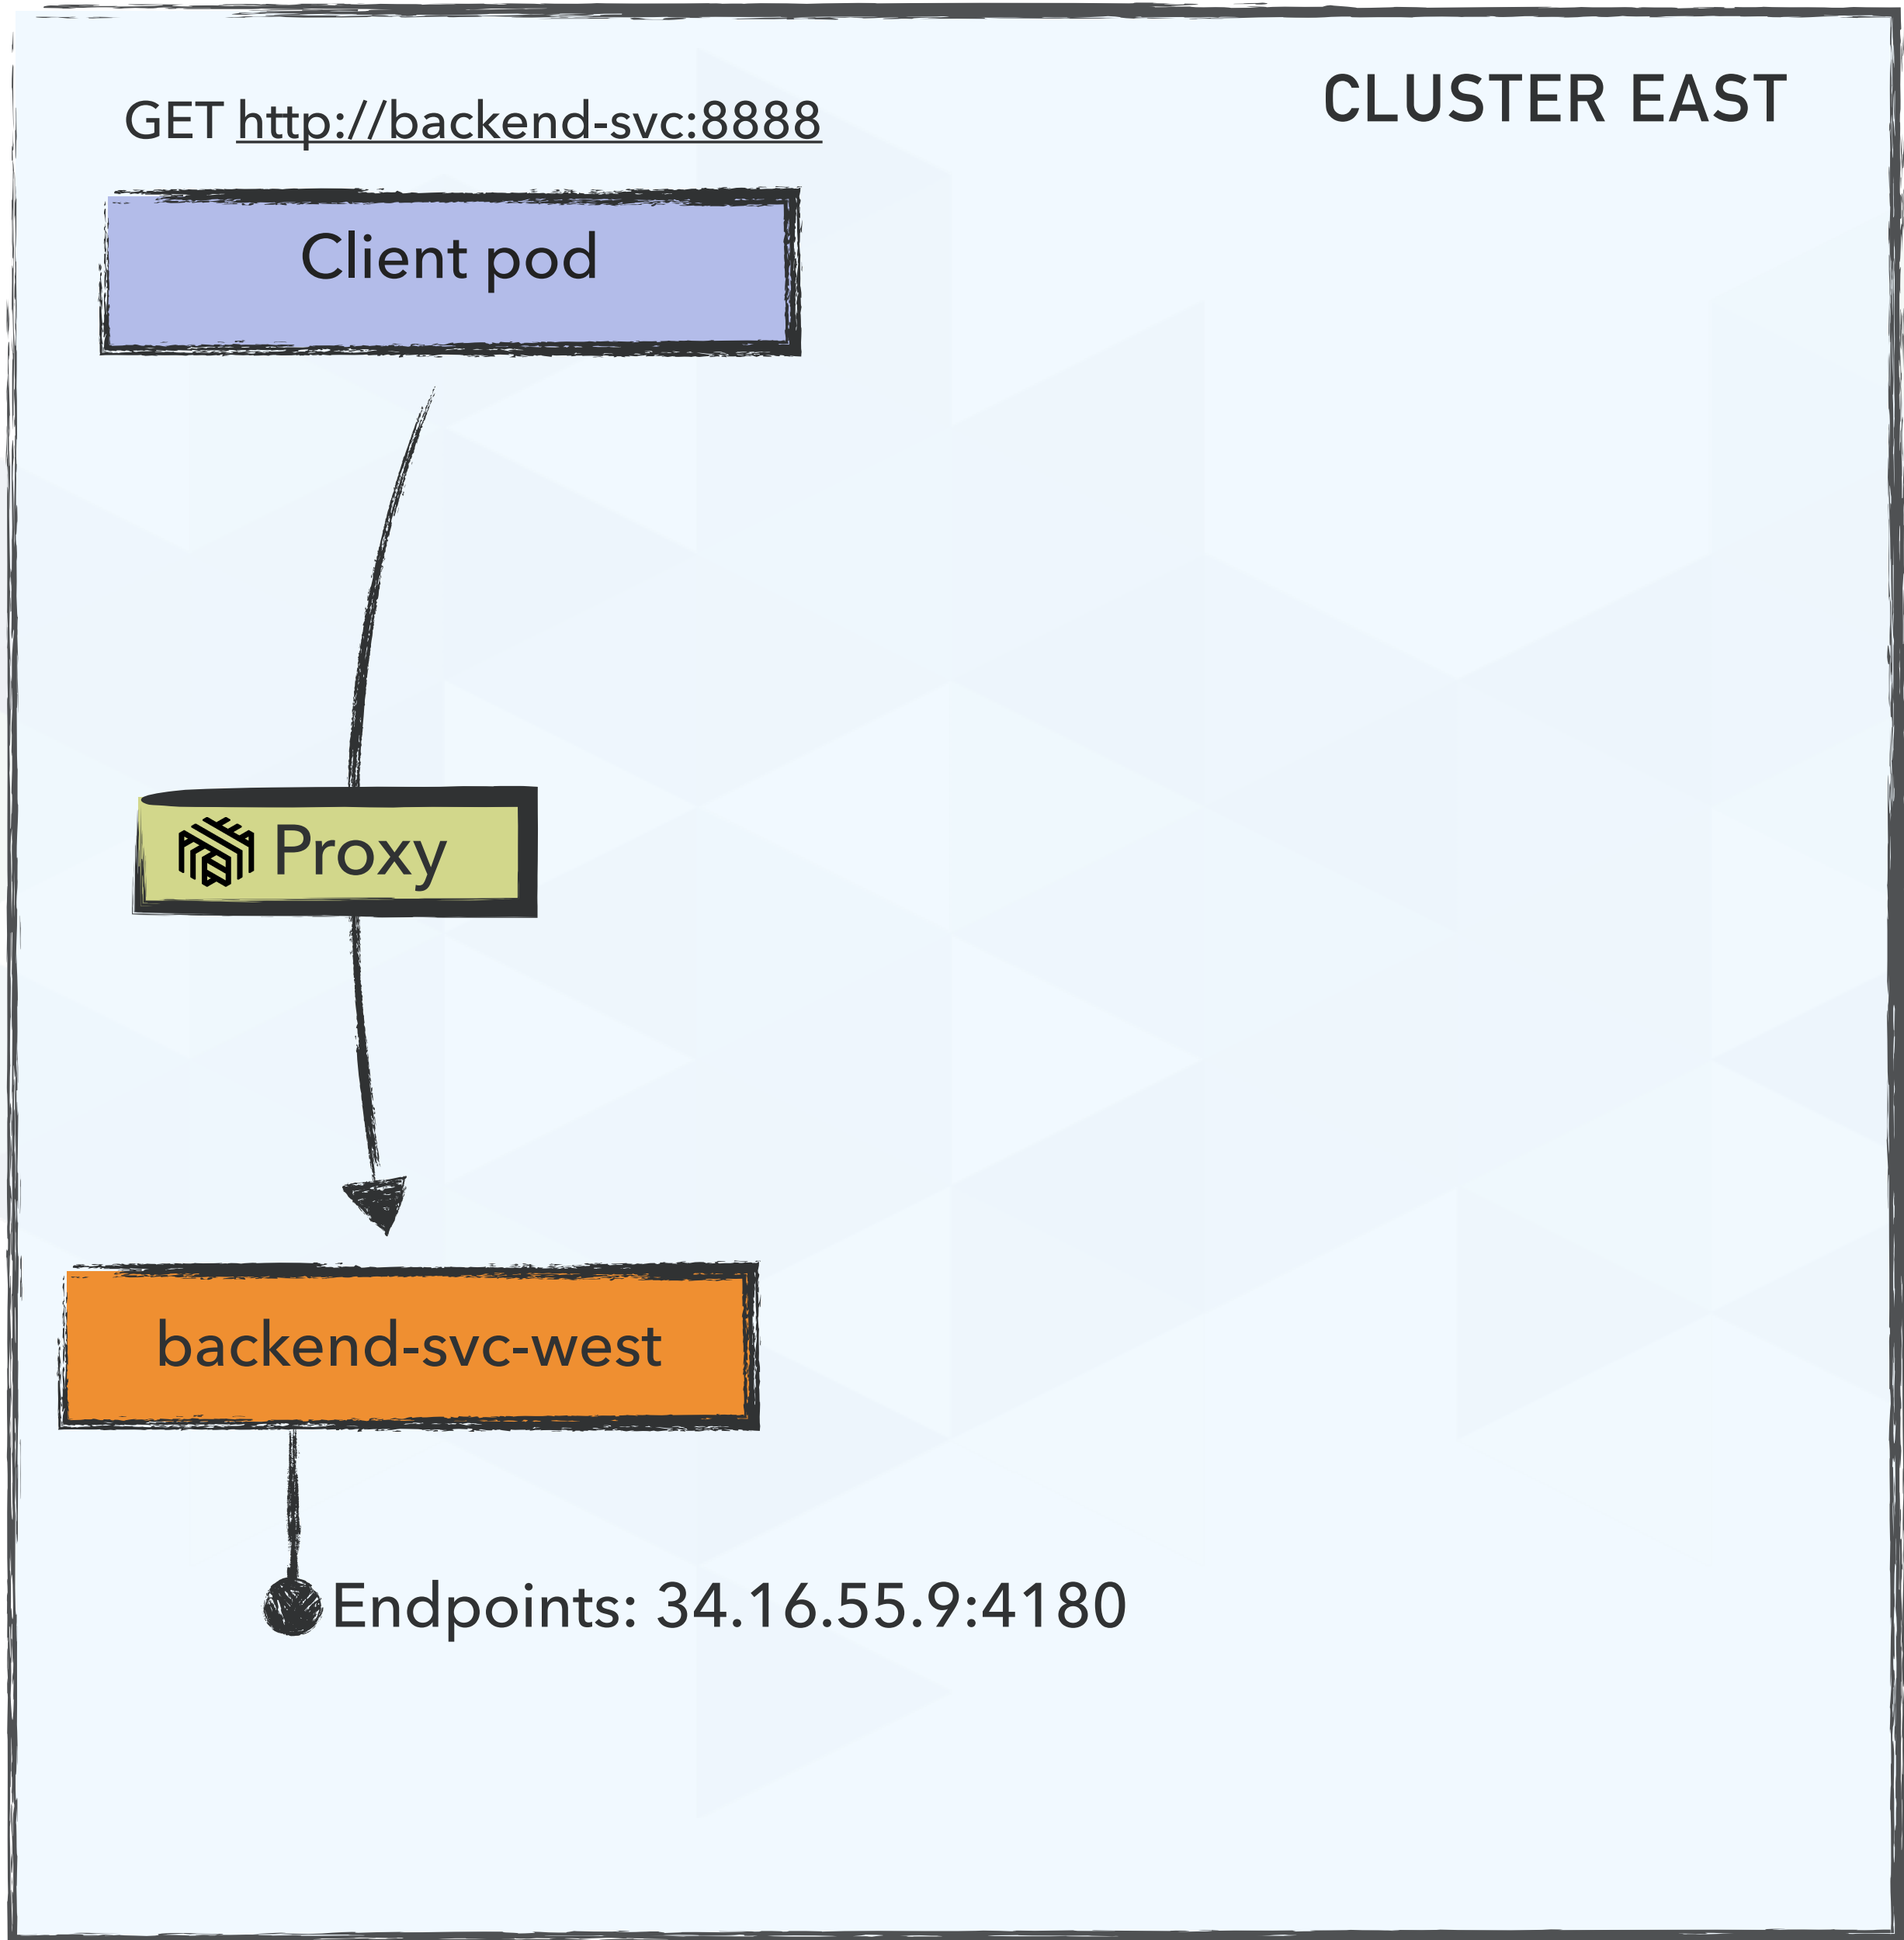 CLUSTER EAST
GET http://backend-svc:8888
Client pod
Proxy
backend-svc-west
Endpoints: 34.16.55.9:4180